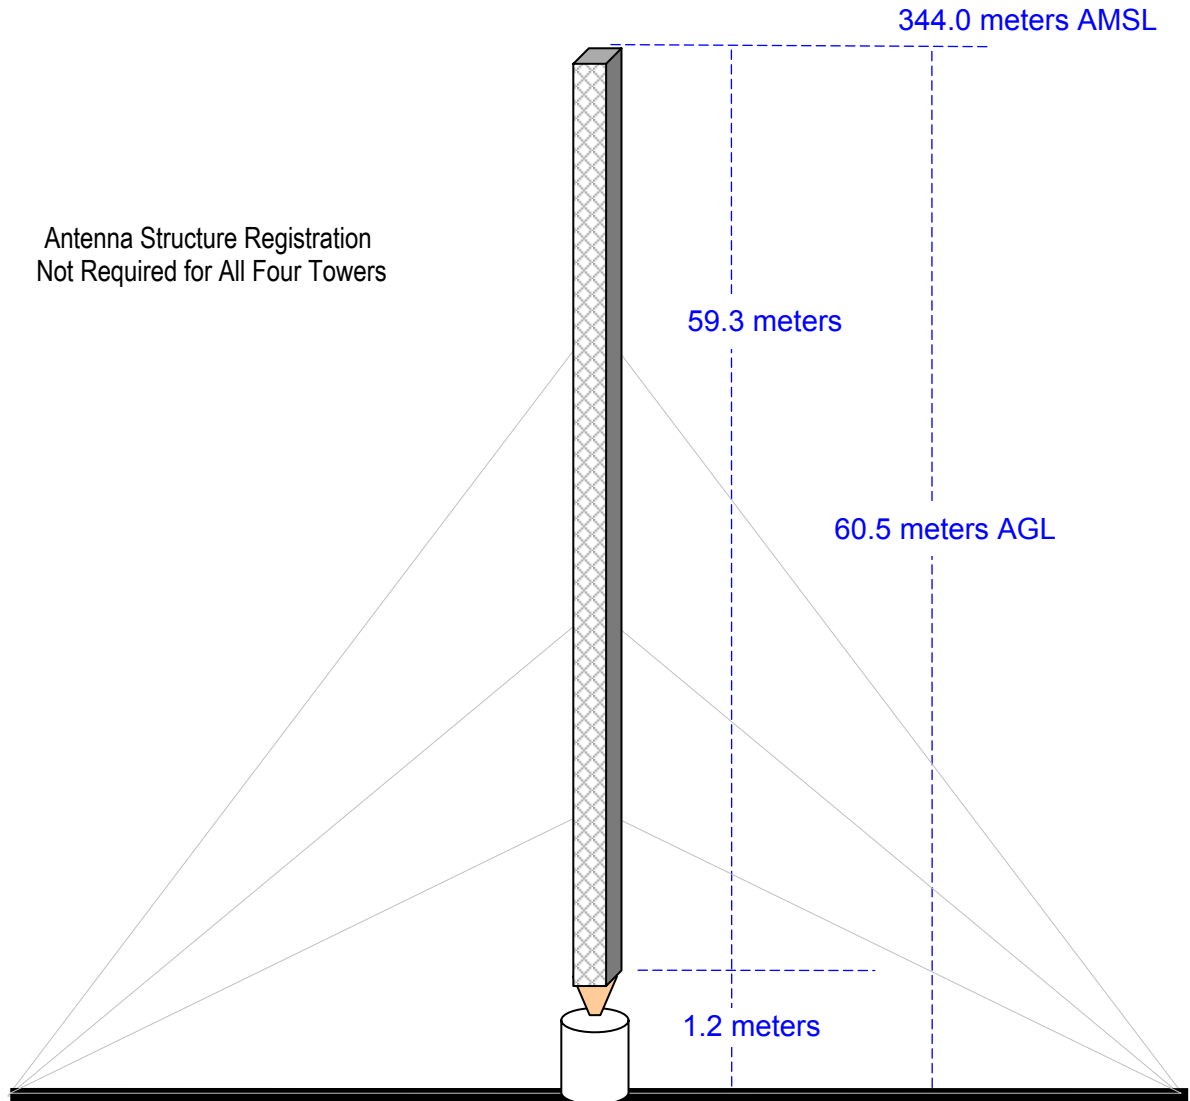 344.0 meters AMSL
Antenna Structure Registration
Not Required for All Four Towers
59.3 meters
60.5 meters AGL
1.2 meters